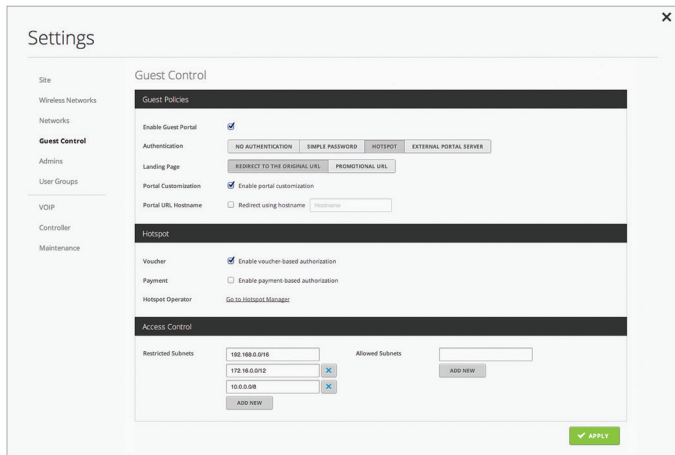 Settings
Site
Wireless Networks
Networks
Guest Control
Admins
User Groups
VOIP
Controller
Maintenance
Guest Control
Guest Policies
Enable Guest Portal
Authentication NO AUTHENTICATION SIMPLE PASSWORD HOTSPOT EXTERNAL PORTAL SERVER
Landing Page REDIRECT TO THE ORIGINAL URL PROMOTIONAL URL
Portal Customization Enable portal customization
Portal URL Hostname Redirect using hostname Hostname
Hotspot
Voucher Enable voucher-based authorization
Payment Enable payment-based authorization
Hotspot Operator Go to Hotspot Manager
Access Control
Restricted Subnets 192.168.0.0/16 Allowed Subnets
172.16.0.0/12 ADD NEW
10.0.0.0/8
ADD NEW
APPLY